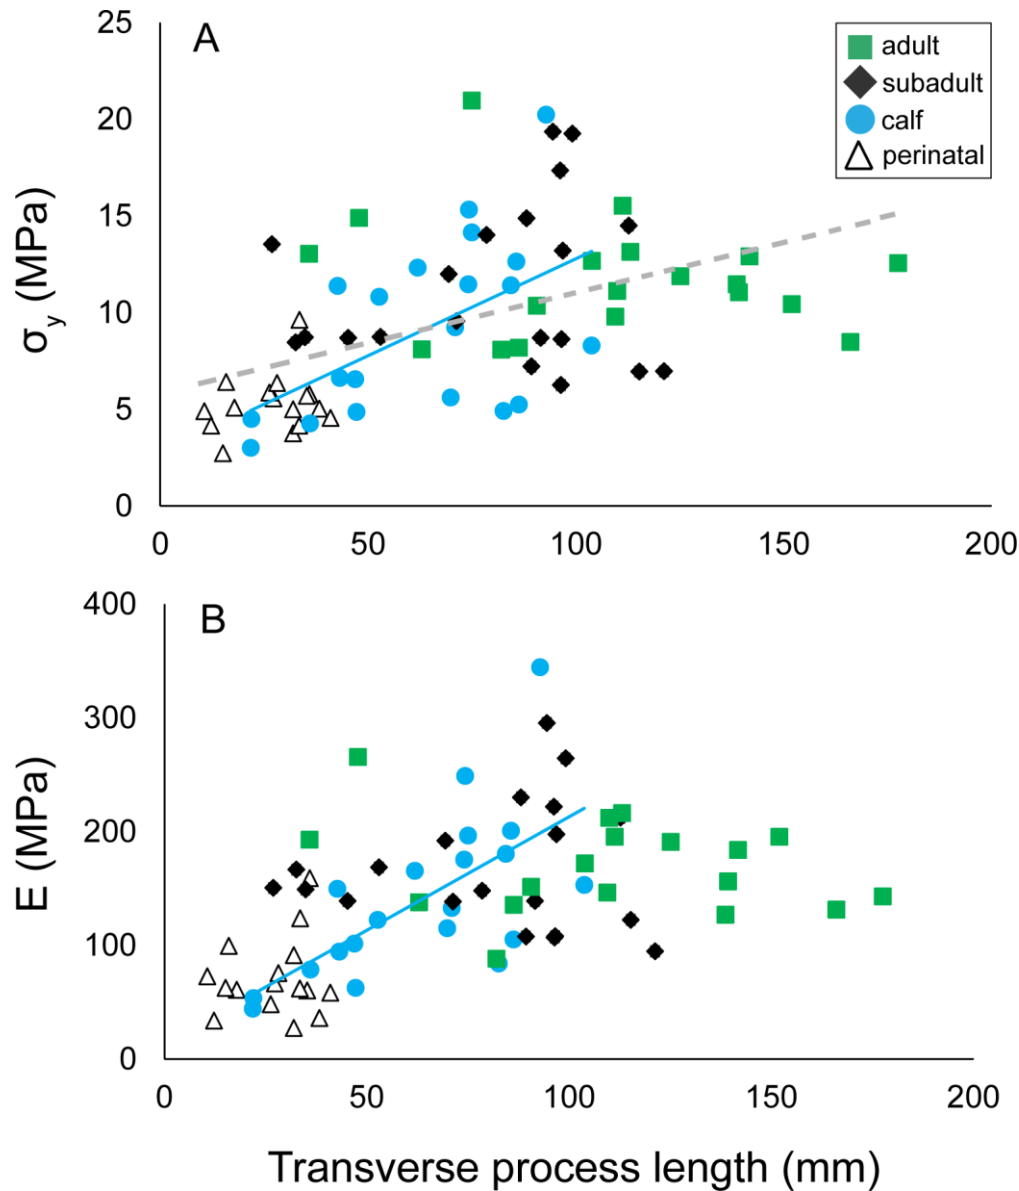 A
25
20
15
10
5
0
σy (MPa)
adult
subadult
calf
perinatal
0 50 100 150 200
B
400
300
200
100
0
E (MPa)
0 50 100 150 200
Transverse process length (mm)